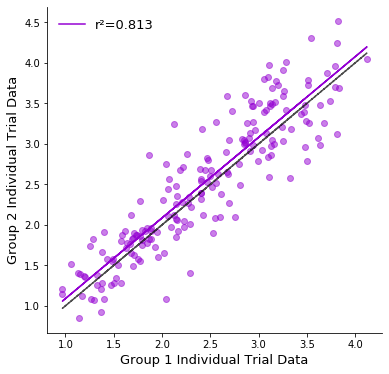 r²=0.813
4.5
4.0
3.5
3.0
2.5
2.0
1.5
1.0
Group 2 Individual Trial Data
1.0 1.5 2.0 2.5 3.0 3.5 4.0
Group 1 Individual Trial Data